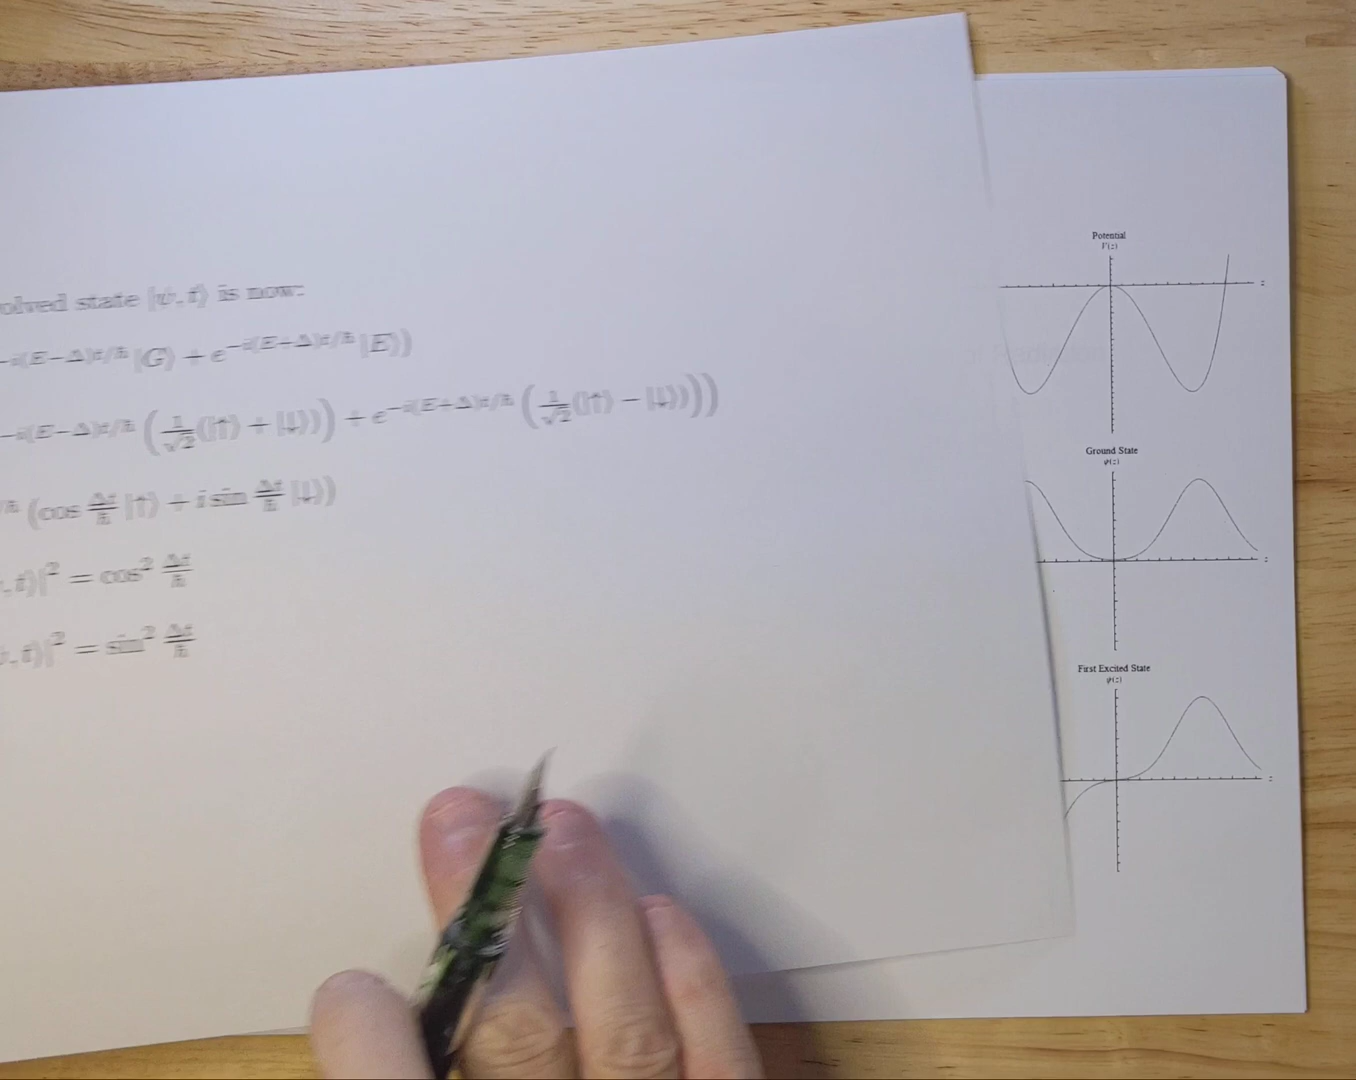 olved state |ψ, t⟩ is now:
-i(E-Δ)t/ħ |G⟩ + e^{-i(E+Δ)t/ħ} |E⟩)
-i(E-Δ)t/ħ (1/√2(|↑⟩ + |↓⟩)) + e^{-i(E+Δ)t/ħ} (1/√2(|↑⟩ − |↓⟩)))
/ħ (cos Δt/ħ |↑⟩ + i sin Δt/ħ |↓⟩)
, t⟩|² = cos² Δt/ħ
, t⟩|² = sin² Δt/ħ
Potential
V(z)
z
Ground State
ψ(z)
z
First Excited State
ψ(z)
z